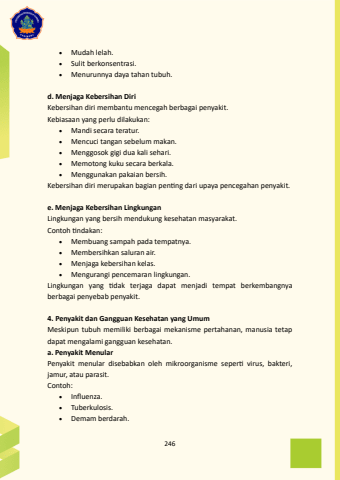 • Mudah lelah.
• Sulit berkonsentrasi.
• Menurunnya daya tahan tubuh.
d. Menjaga Kebersihan Diri
Kebersihan diri membantu mencegah berbagai penyakit.
Kebiasaan yang perlu dilakukan:
• Mandi secara teratur.
• Mencuci tangan sebelum makan.
• Menggosok gigi dua kali sehari.
• Memotong kuku secara berkala.
• Menggunakan pakaian bersih.
Kebersihan diri merupakan bagian penting dari upaya pencegahan penyakit.
e. Menjaga Kebersihan Lingkungan
Lingkungan yang bersih mendukung kesehatan masyarakat.
Contoh tindakan:
• Membuang sampah pada tempatnya.
• Membersihkan saluran air.
• Menjaga kebersihan kelas.
• Mengurangi pencemaran lingkungan.
Lingkungan yang tidak terjaga dapat menjadi tempat berkembangnya
berbagai penyebab penyakit.
4. Penyakit dan Gangguan Kesehatan yang Umum
Meskipun tubuh memiliki berbagai mekanisme pertahanan, manusia tetap
dapat mengalami gangguan kesehatan.
a. Penyakit Menular
Penyakit menular disebabkan oleh mikroorganisme seperti virus, bakteri,
jamur, atau parasit.
Contoh:
• Influenza.
• Tuberkulosis.
• Demam berdarah.
246